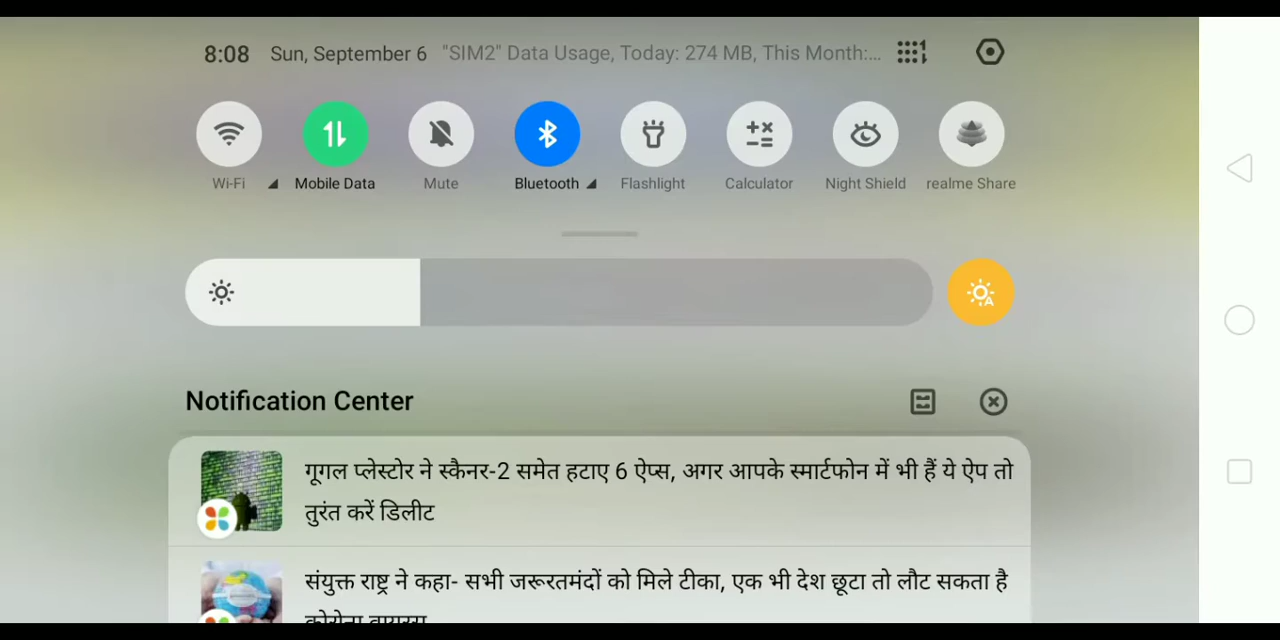 8:08 Sun, September 6 "SIM2" Data Usage, Today: 274 MB, This Month:...
Wi-Fi Mobile Data Mute Bluetooth Flashlight Calculator Night Shield realme Share
Notification Center
गूगल प्लेस्टोर ने स्कैनर-2 समेत हटाए 6 ऐप्स, अगर आपके स्मार्टफोन में भी हैं ये ऐप तो
तुरंत करें डिलीट
संयुक्त राष्ट्र ने कहा- सभी जरूरतमंदों को मिले टीका, एक भी देश छूटा तो लौट सकता है
कोरोना वायरस